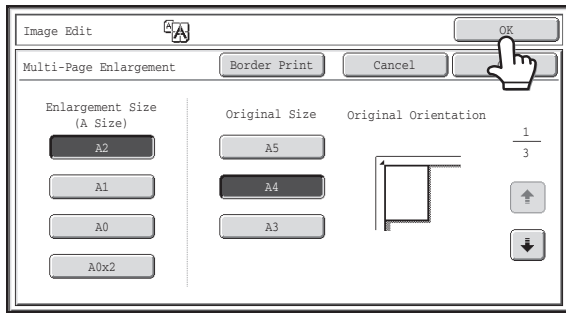 Image Edit
OK
Multi-Page Enlargement
Border Print
Cancel
Enlargement Size
(A Size)
Original Size
Original Orientation
A2
A5
1
3
A1
A4
A0
A3
A0x2